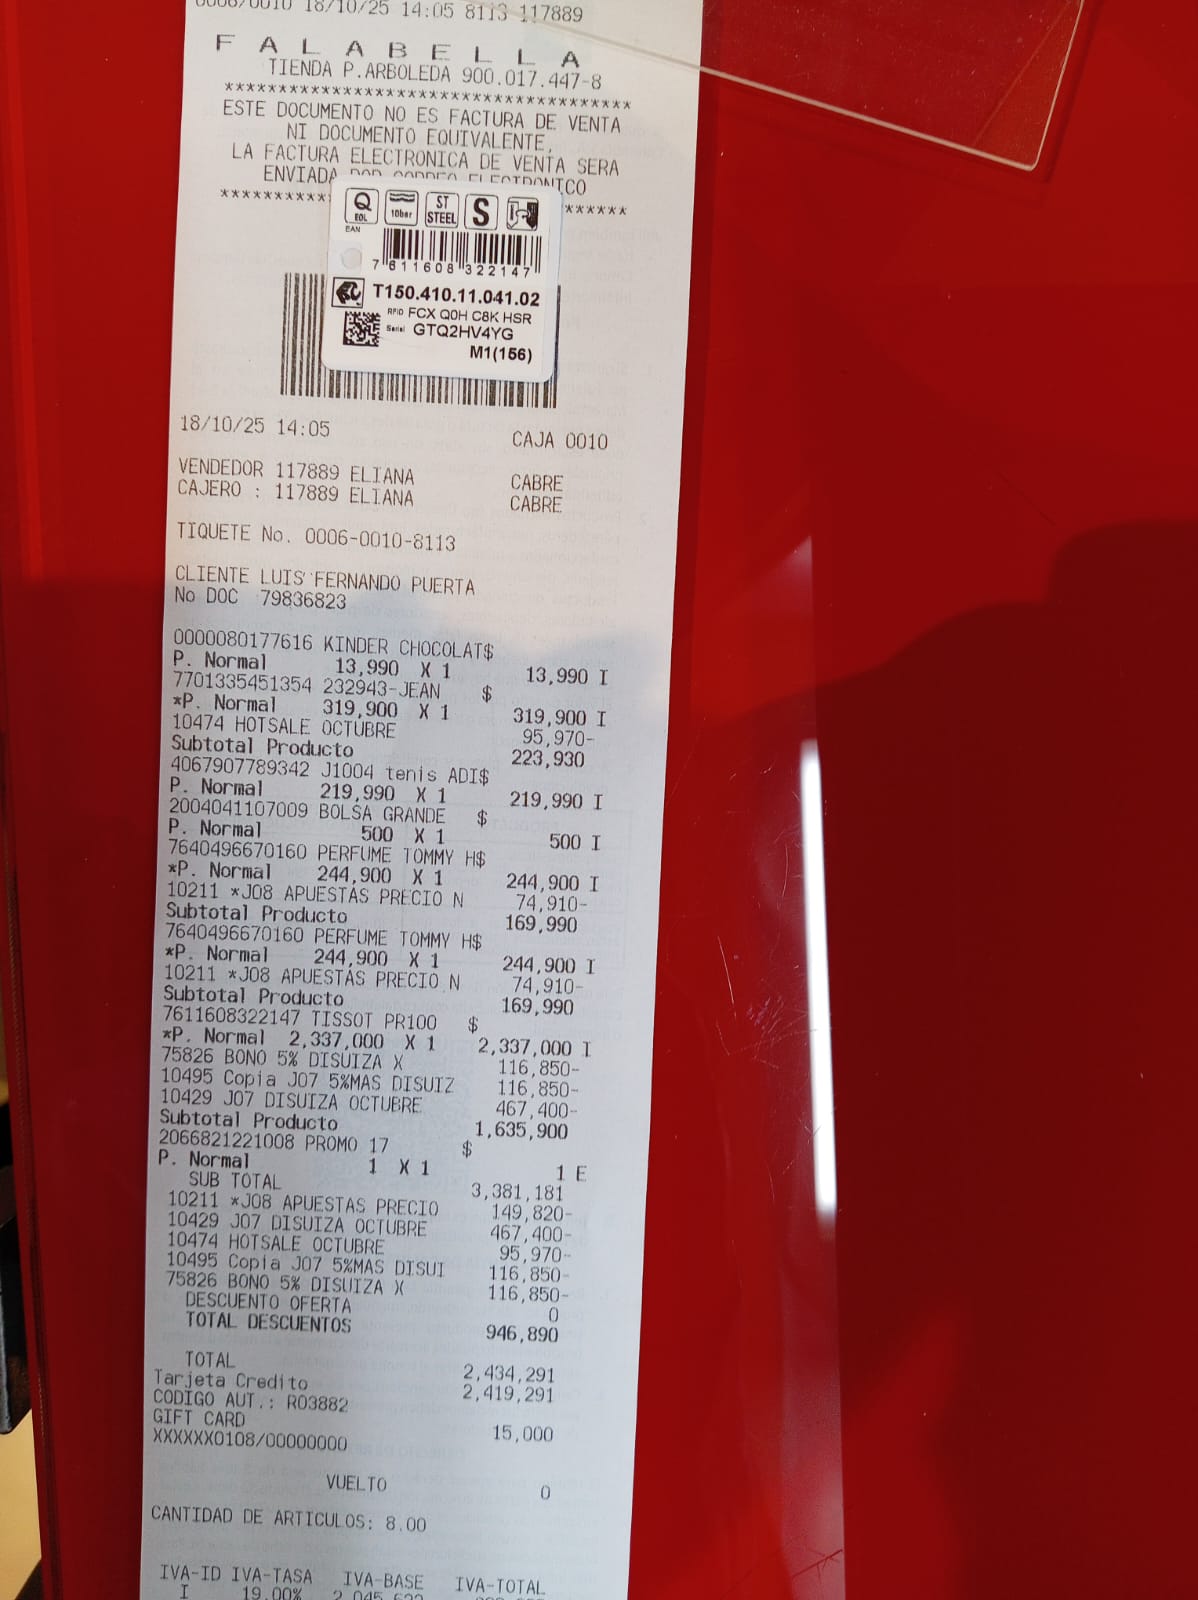 0006/0010 18/10/25 14:05 8113 117889
F A L A B E L L A
TIENDA P.ARBOLEDA 900.017.447-8
**************************************
ESTE DOCUMENTO NO ES FACTURA DE VENTA
NI DOCUMENTO EQUIVALENTE,
LA FACTURA ELECTRONICA DE VENTA SERA
ENVIADA POR CORREO ELECTRONICO
Q
EOL
10bar
ST
STEEL
S
EAN
7 611608 322147
T150.410.11.041.02
RFID FCX Q0H C8K HSR
Serial GTQ2HV4YG
M1(156)
18/10/25 14:05 CAJA 0010
VENDEDOR 117889 ELIANA CABRE
CAJERO : 117889 ELIANA CABRE
TIQUETE No. 0006-0010-8113
CLIENTE LUIS FERNANDO PUERTA
No DOC 79836823
0000080177616 KINDER CHOCOLAT$
P. Normal 13,990 X 1 13,990 I
7701335451354 232943-JEAN $
*P. Normal 319,900 X 1 319,900 I
10474 HOTSALE OCTUBRE 95,970-
Subtotal Producto 223,930
4067907789342 J1004 tenis ADI$
P. Normal 219,990 X 1 219,990 I
2004041107009 BOLSA GRANDE $
P. Normal 500 X 1 500 I
7640496670160 PERFUME TOMMY H$
*P. Normal 244,900 X 1 244,900 I
10211 *J08 APUESTAS PRECIO N 74,910-
Subtotal Producto 169,990
7640496670160 PERFUME TOMMY H$
*P. Normal 244,900 X 1 244,900 I
10211 *J08 APUESTAS PRECIO N 74,910-
Subtotal Producto 169,990
7611608322147 TISSOT PR100 $
*P. Normal 2,337,000 X 1 2,337,000 I
75826 BONO 5% DISUIZA X 116,850-
10495 Copia J07 5%MAS DISUIZ 116,850-
10429 J07 DISUIZA OCTUBRE 467,400-
Subtotal Producto 1,635,900
2066821221008 PROMO 17 $
P. Normal 1 X 1 1 E
SUB TOTAL 3,381,181
10211 *J08 APUESTAS PRECIO 149,820-
10429 J07 DISUIZA OCTUBRE 467,400-
10474 HOTSALE OCTUBRE 95,970-
10495 Copia J07 5%MAS DISUI 116,850-
75826 BONO 5% DISUIZA X 116,850-
DESCUENTO OFERTA 0
TOTAL DESCUENTOS 946,890
TOTAL 2,434,291
Tarjeta Credito 2,419,291
CODIGO AUT.: R03882
GIFT CARD 15,000
XXXXXX0108/00000000
VUELTO 0
CANTIDAD DE ARTICULOS: 8.00
IVA-ID IVA-TASA IVA-BASE IVA-TOTAL
I 19.00%